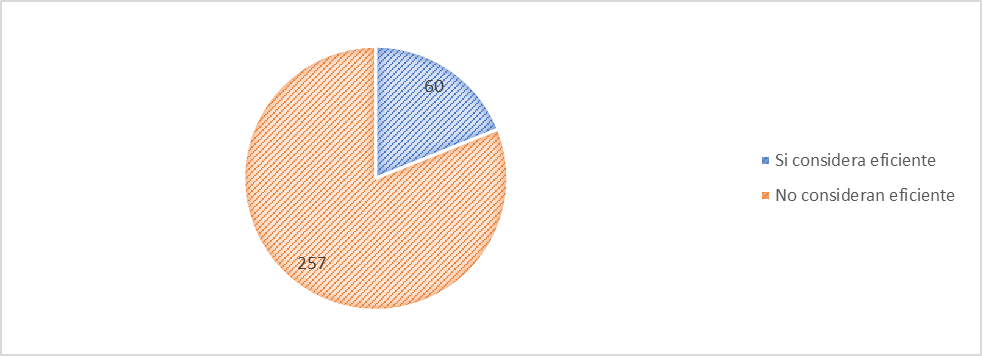 60
257
Si considera eficiente
No consideran eficiente